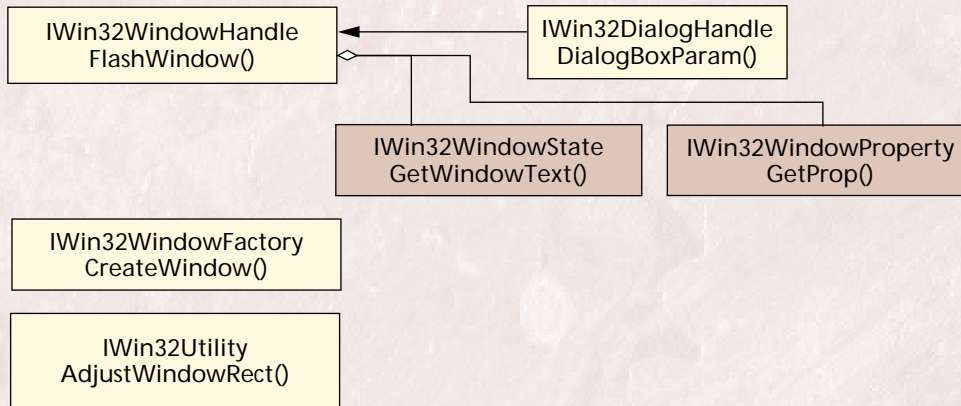 IWin32WindowHandle
FlashWindow()
IWin32DialogHandle
DialogBoxParam()
IWin32WindowState
GetWindowText()
IWin32WindowProperty
GetProp()
IWin32WindowFactory
CreateWindow()
IWin32Utility
AdjustWindowRect()